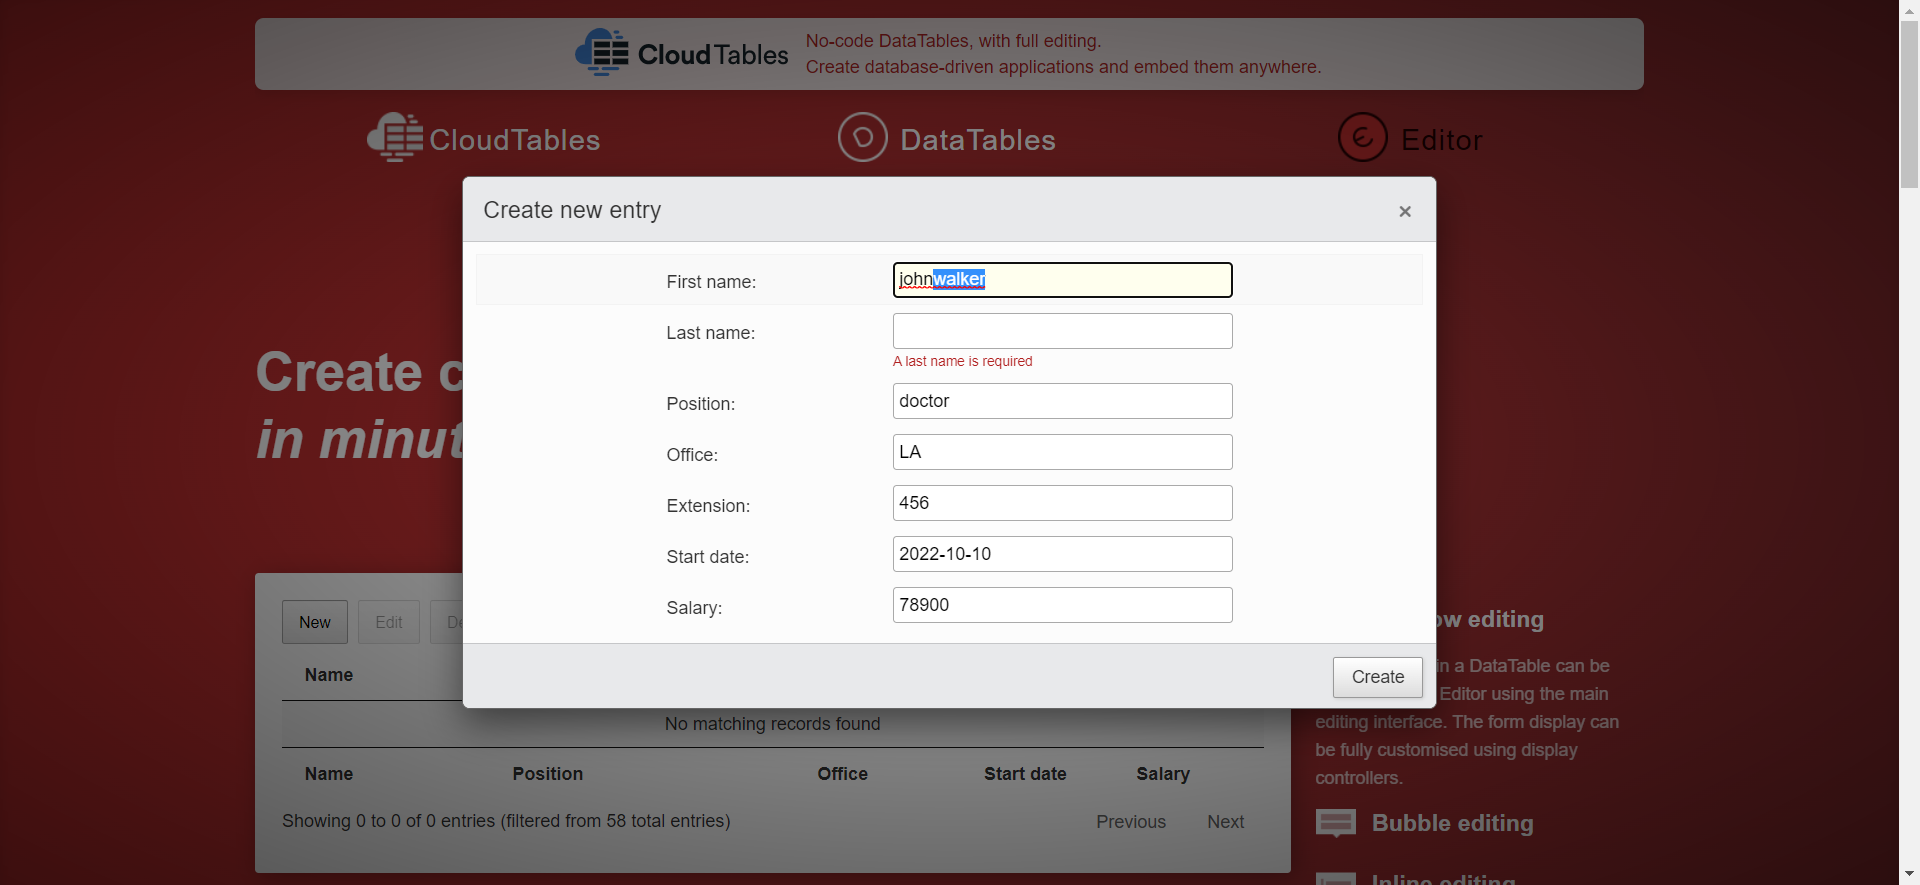 CloudTables
No-code DataTables, with full editing.
Create database-driven applications and embed them anywhere.
CloudTables
DataTables
Editor
Create new entry
×
First name:
johnwalker
Last name:
A last name is required
Position:
doctor
Office:
LA
Extension:
456
Start date:
2022-10-10
Salary:
78900
Create
Create c
in minut
New
Edit
De
Name
No matching records found
Name Position Office Start date Salary
Showing 0 to 0 of 0 entries (filtered from 58 total entries)
Previous Next
ow editing
in a DataTable can be
Editor using the main
editing interface. The form display can
be fully customised using display
controllers.
Bubble editing
Inline editing